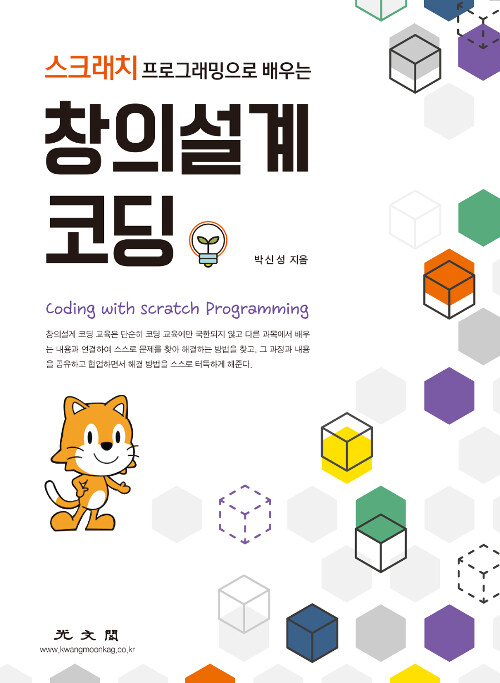 스크래치 프로그래밍으로 배우는
창의설계
코딩
박신성 지음
Coding with scratch Programming
창의설계 코딩 교육은 단순히 코딩 교육에만 국한되지 않고 다른 과목에서 배우
는 내용과 연결하여 스스로 문제를 찾아 해결하는 방법을 찾고, 그 과정과 내용
을 공유하고 협업하면서 해결 방법을 스스로 터득하게 해준다.
光文閣
www.kwangmoonkag.co.kr